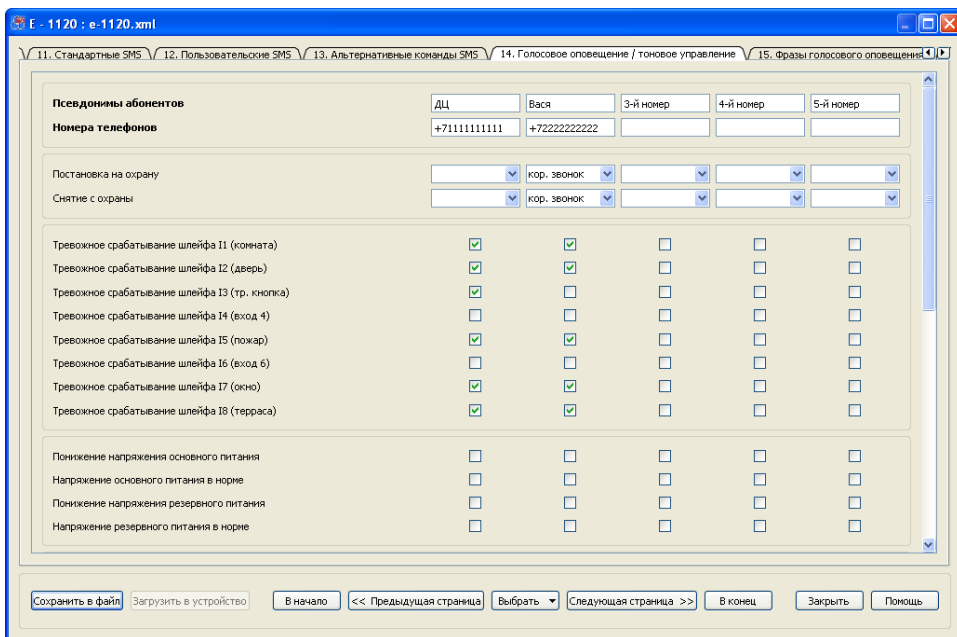 E - 1120 : e-1120.xml
11. Стандартные SMS 12. Пользовательские SMS 13. Альтернативные команды SMS 14. Голосовое оповещение / тоновое управление 15. Фразы голосового оповещения
Псевдонимы абонентов ДЦ Вася 3-й номер 4-й номер 5-й номер
Номера телефонов +71111111111 +72222222222
Постановка на охрану кор. звонок
Снятие с охраны кор. звонок
Тревожное срабатывание шлейфа I1 (комната)
Тревожное срабатывание шлейфа I2 (дверь)
Тревожное срабатывание шлейфа I3 (тр. кнопка)
Тревожное срабатывание шлейфа I4 (вход 4)
Тревожное срабатывание шлейфа I5 (пожар)
Тревожное срабатывание шлейфа I6 (вход 6)
Тревожное срабатывание шлейфа I7 (окно)
Тревожное срабатывание шлейфа I8 (терраса)
Понижение напряжения основного питания
Напряжение основного питания в норме
Понижение напряжения резервного питания
Напряжение резервного питания в норме
Сохранить в файл Загрузить в устройство В начало << Предыдущая страница Выбрать Следующая страница >> В конец Закрыть Помощь